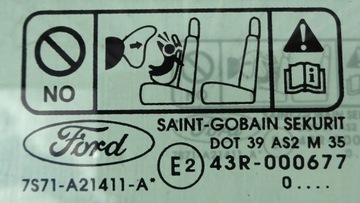 NO
SAINT-GOBAIN SEKURIT
Ford
DOT 39 AS2 M 35
E2 43R-000677
7S71-A21411-A* 0....